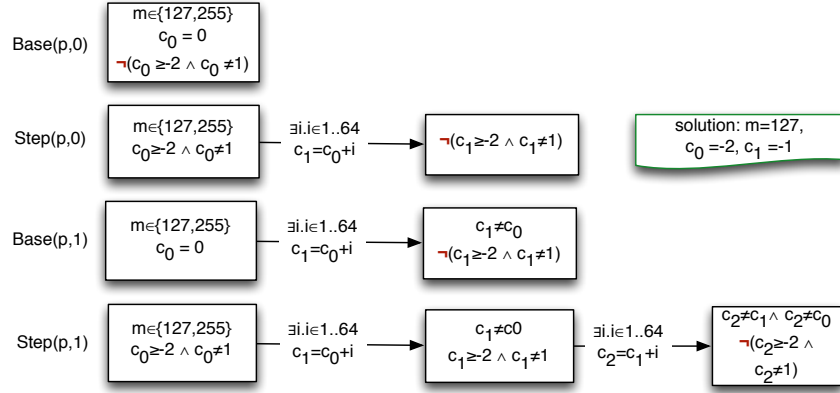 Base(p,0)
m∈{127,255}
c₀ = 0
¬(c₀ ≥-2 ∧ c₀ ≠1)
Step(p,0)
m∈{127,255}
c₀≥-2 ∧ c₀≠1
∃i.i∈1..64
c₁=c₀+i
¬(c₁≥-2 ∧ c₁≠1)
solution: m=127,
c₀ =-2, c₁ =-1
Base(p,1)
m∈{127,255}
c₀ = 0
∃i.i∈1..64
c₁=c₀+i
c₁≠c₀
¬(c₁≥-2 ∧ c₁≠1)
Step(p,1)
m∈{127,255}
c₀≥-2 ∧ c₀≠1
∃i.i∈1..64
c₁=c₀+i
c₁≠c0
c₁≥-2 ∧ c₁≠1
∃i.i∈1..64
c₂=c₁+i
c₂≠c₁∧ c₂≠c₀
¬(c₂≥-2 ∧
c₂≠1)